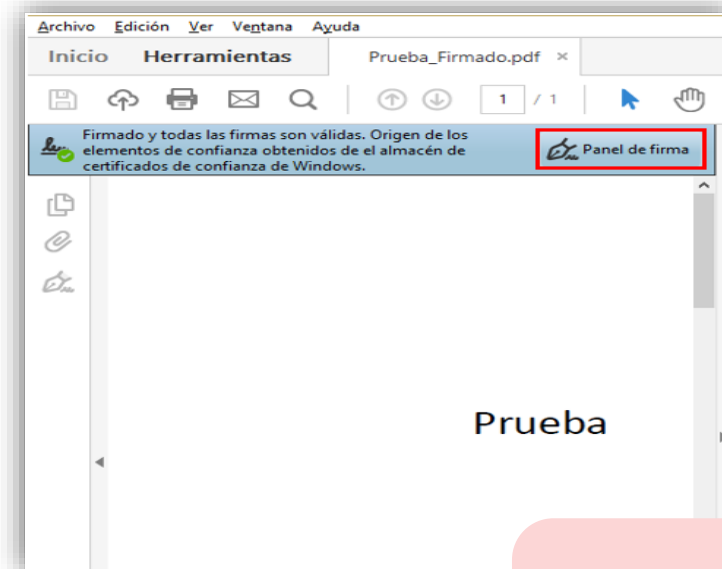 Archivo Edición Ver Ventana Ayuda
Inicio Herramientas Prueba_Firmado.pdf ×
1 / 1
Firmado y todas las firmas son válidas. Origen de los
elementos de confianza obtenidos de el almacén de
certificados de confianza de Windows.
Panel de firma
Prueba